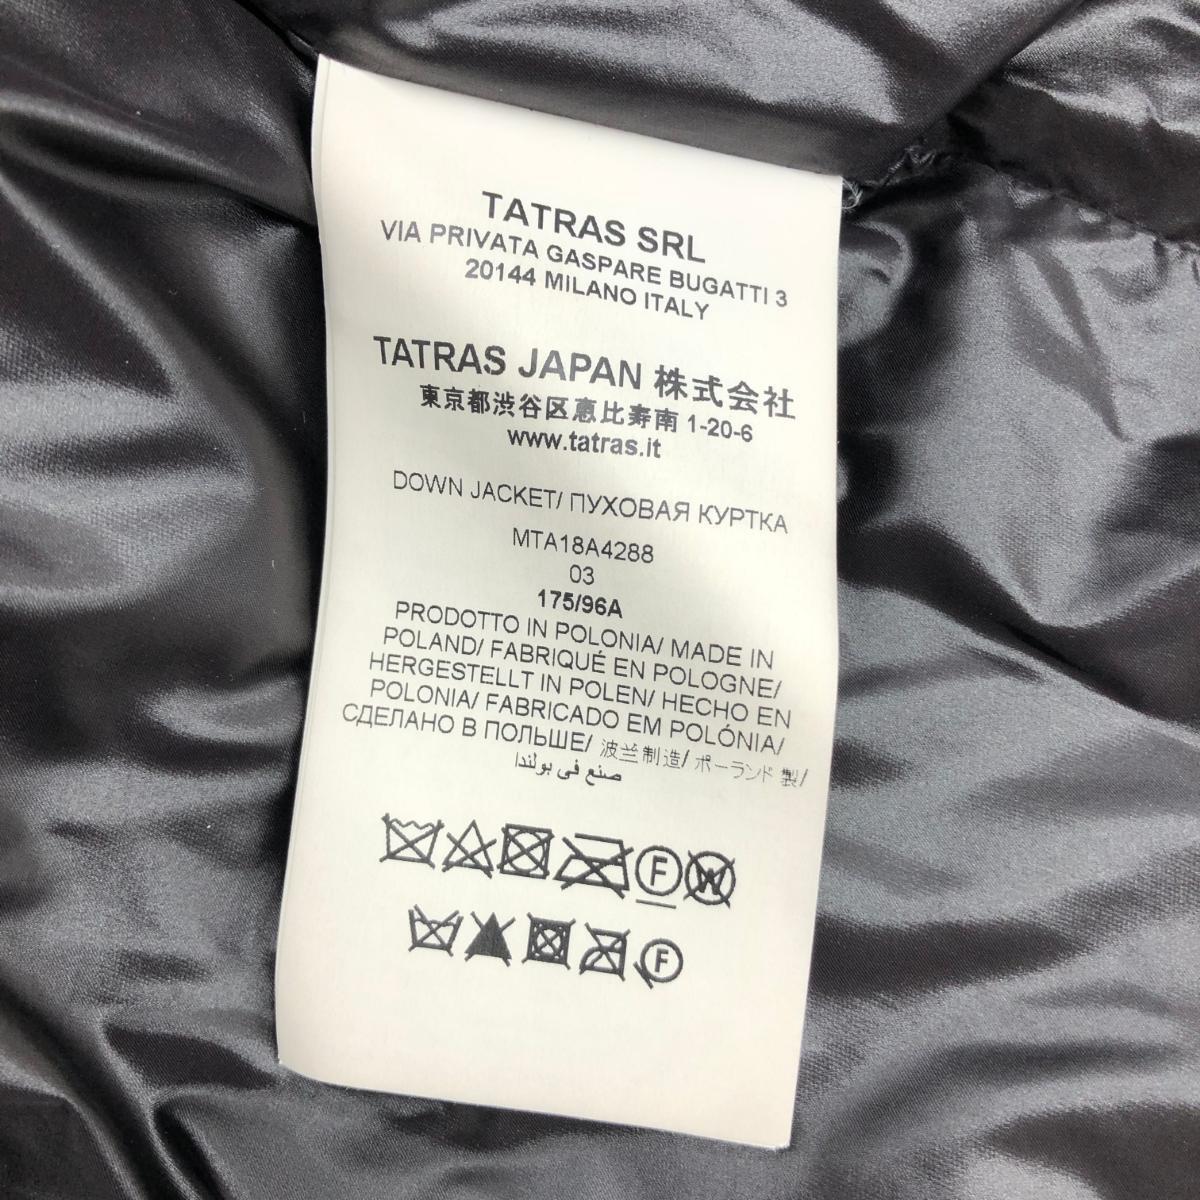 TATRAS SRL
VIA PRIVATA GASPARE BUGATTI 3
20144 MILANO ITALY
TATRAS JAPAN 株式会社
東京都渋谷区恵比寿南 1-20-6
www.tatras.it
DOWN JACKET/ ПУХОВАЯ КУРТКА
MTA18A4288
03
175/96A
PRODOTTO IN POLONIA/ MADE IN
POLAND/ FABRIQUÉ EN POLOGNE/
HERGESTELLT IN POLEN/ HECHO EN
POLONIA/ FABRICADO EM POLÓNIA/
СДЕЛАНО В ПОЛЬШЕ/ 波兰制造/ ポーランド 製/
صنع في بولندا
F W
F